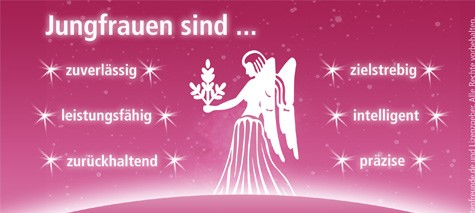 Jungfrauen sind ...
zuverlässig
leistungsfähig
zurückhaltend
zielstrebig
intelligent
präzise